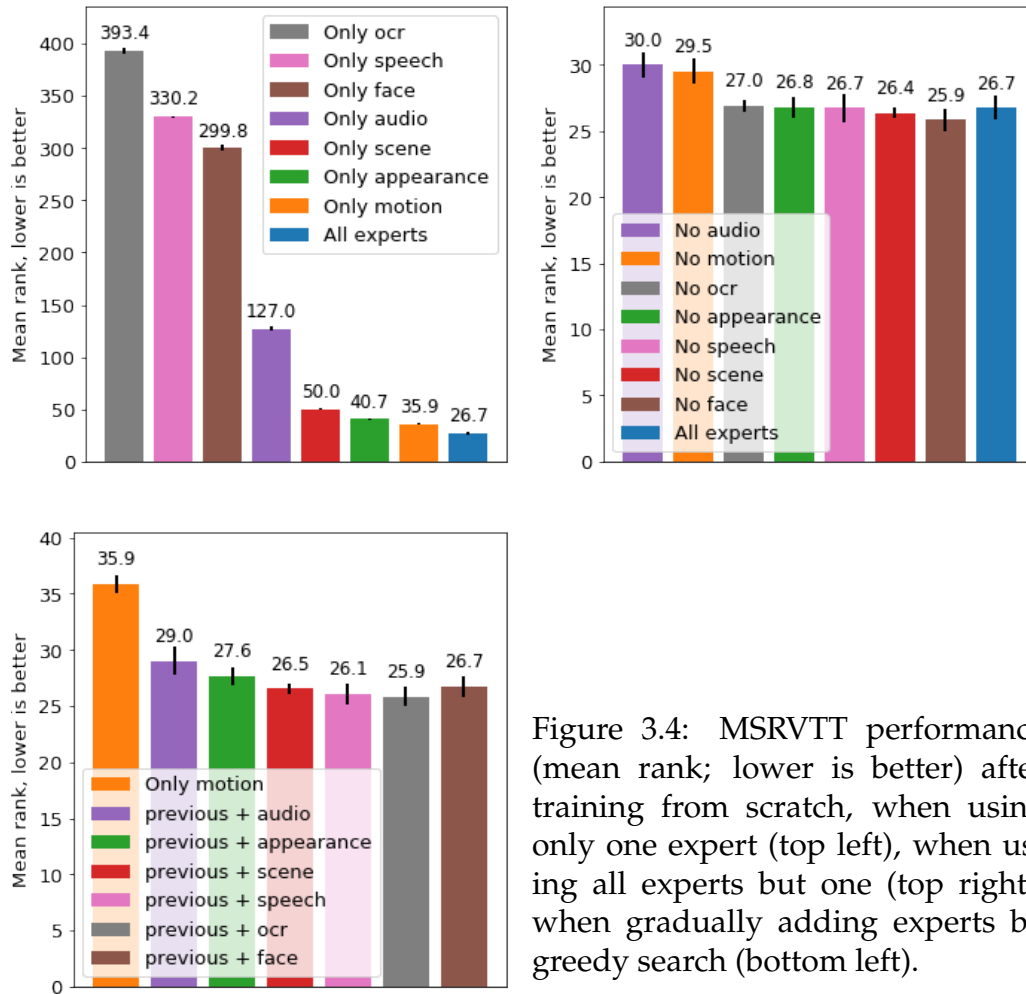 393.4
330.2
299.8
127.0
50.0
40.7
35.9
26.7
Only ocr
Only speech
Only face
Only audio
Only scene
Only appearance
Only motion
All experts
Mean rank, lower is better
400
350
300
250
200
150
100
50
0
30.0
29.5
27.0
26.8
26.7
26.4
25.9
26.7
No audio
No motion
No ocr
No appearance
No speech
No scene
No face
All experts
Mean rank, lower is better
30
25
20
15
10
5
0
35.9
29.0
27.6
26.5
26.1
25.9
26.7
Only motion
previous + audio
previous + appearance
previous + scene
previous + speech
previous + ocr
previous + face
Mean rank, lower is better
40
35
30
25
20
15
10
5
0
Figure 3.4: MSRVTT performanc
(mean rank; lower is better) afte
training from scratch, when usin
only one expert (top left), when us
ing all experts but one (top right
when gradually adding experts b
greedy search (bottom left).